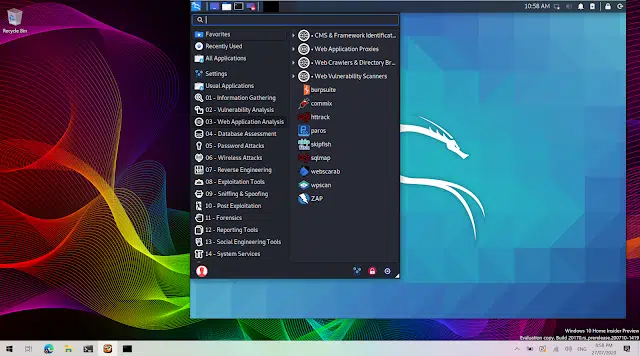 Recycle Bin
10:58 AM
Favorites
Recently Used
All Applications
Settings
Usual Applications
01 - Information Gathering
02 - Vulnerability Analysis
03 - Web Application Analysis
04 - Database Assessment
05 - Password Attacks
06 - Wireless Attacks
07 - Reverse Engineering
08 - Exploitation Tools
09 - Sniffing & Spoofing
10 - Post Exploitation
11 - Forensics
12 - Reporting Tools
13 - Social Engineering Tools
14 - System Services
• CMS & Framework Identificat...
• Web Application Proxies
• Web Crawlers & Directory Br...
• Web Vulnerability Scanners
burpsuite
commix
httrack
paros
skipfish
sqlmap
webscarab
wpscan
ZAP
Windows 10 Home Insider Preview
Evaluation copy. Build 20170.rs_prerelease.200710-1419
ENG
4:58 PM
27/07/2020